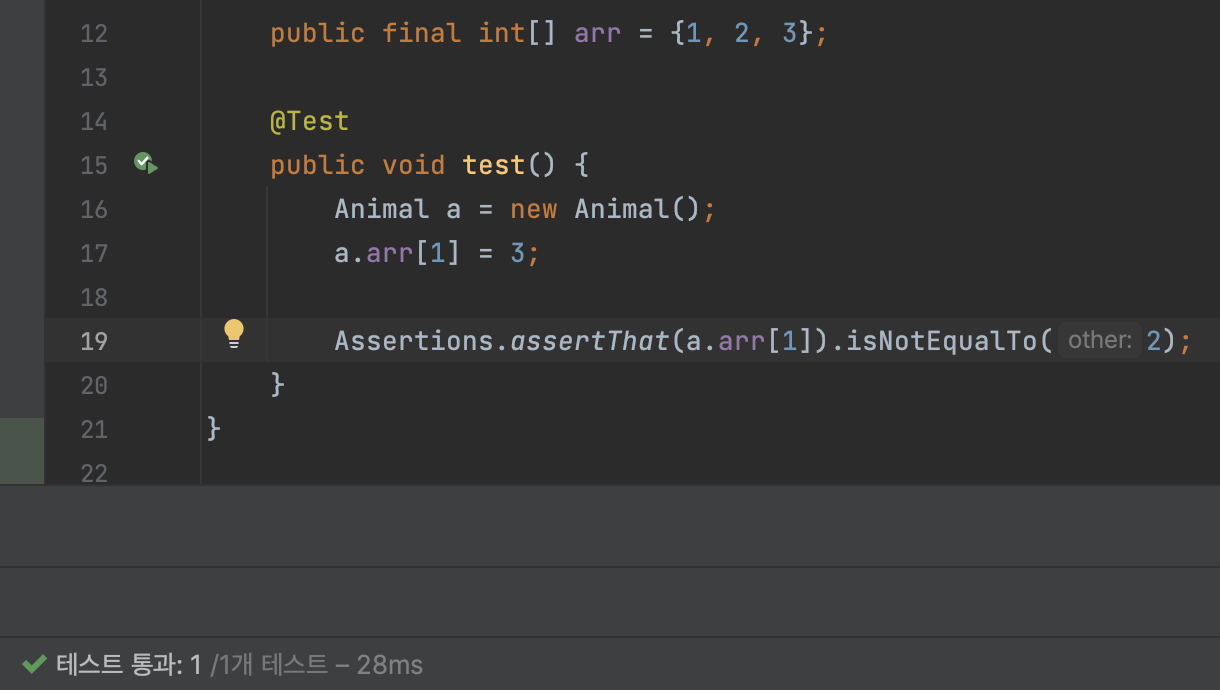 12 public final int[] arr = {1, 2, 3};
13
14 @Test
15 public void test() {
16 Animal a = new Animal();
17 a.arr[1] = 3;
18
19 Assertions.assertThat(a.arr[1]).isNotEqualTo( other: 2);
20 }
21 }
22
테스트 통과: 1 /1개 테스트 – 28ms